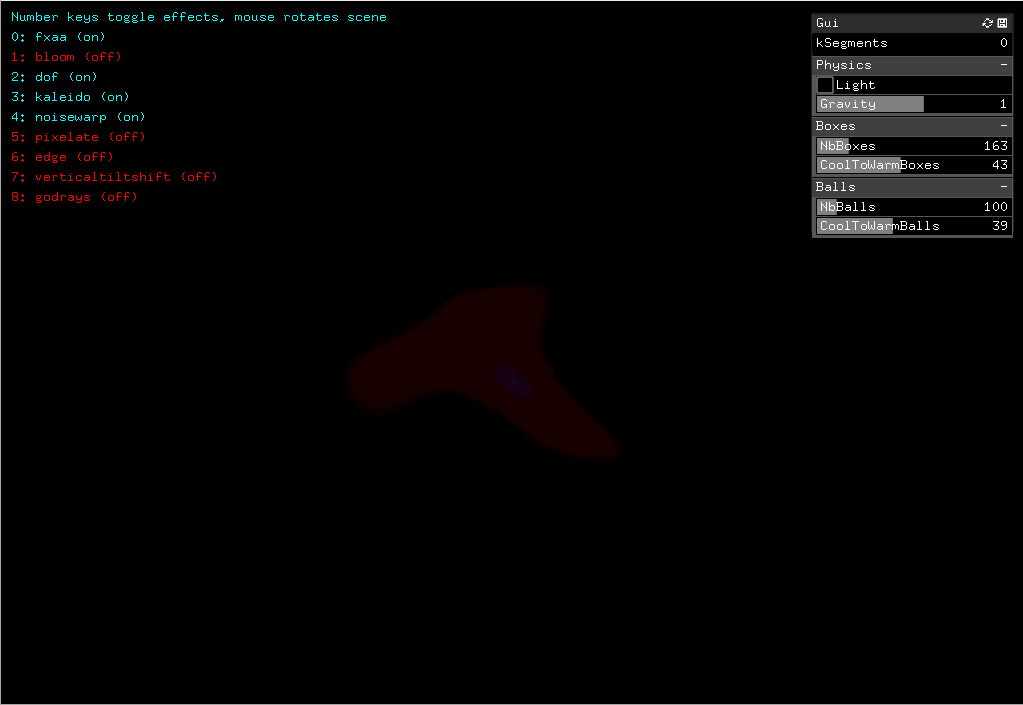 Number keys toggle effects, mouse rotates scene
0: fxaa (on)
1: bloom (off)
2: dof (on)
3: kaleido (on)
4: noisewarp (on)
5: pixelate (off)
6: edge (off)
7: verticaltiltshift (off)
8: godrays (off)
Gui
kSegments 0
Physics -
Light
Gravity 1
Boxes -
NbBoxes 163
CoolToWarmBoxes 43
Balls -
NbBalls 100
CoolToWarmBalls 39